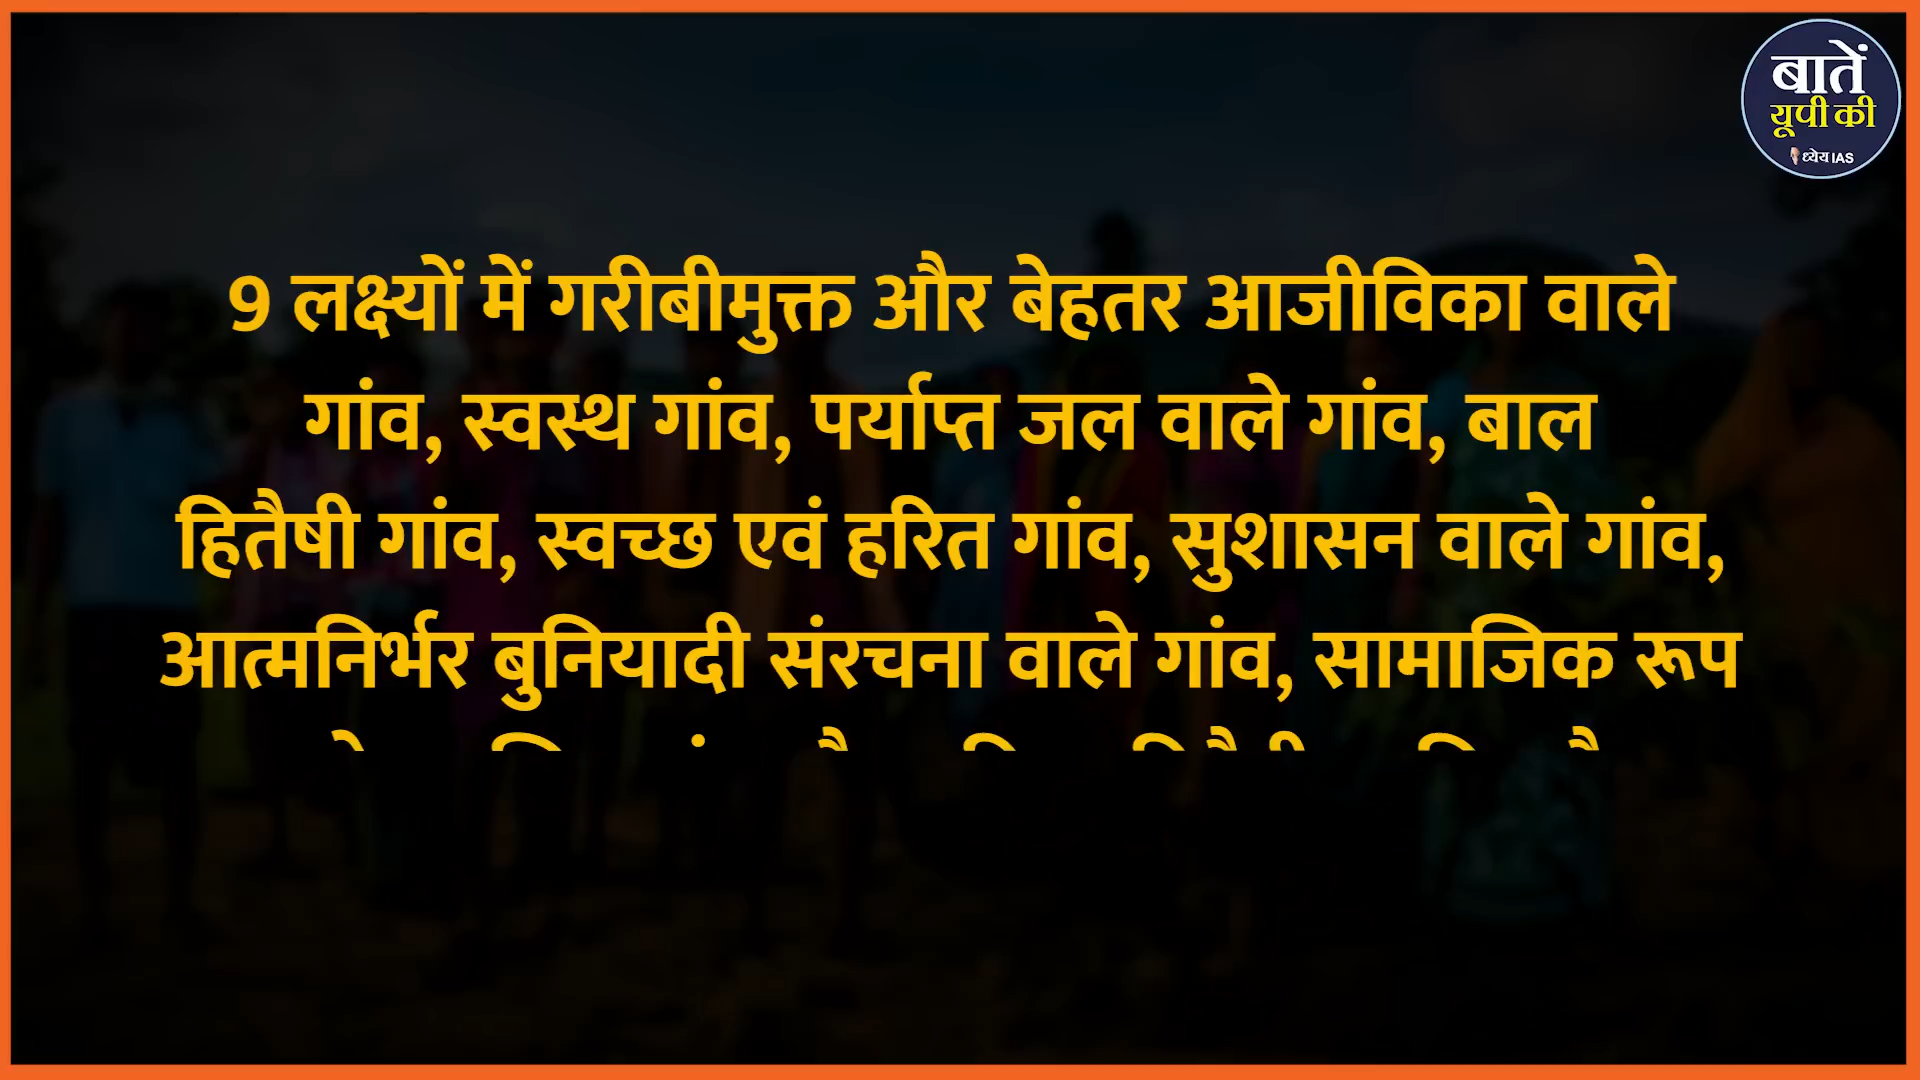 बातें
यूपी की
ध्येय IAS
9 लक्ष्यों में गरीबीमुक्त और बेहतर आजीविका वाले
गांव, स्वस्थ गांव, पर्याप्त जल वाले गांव, बाल
हितैषी गांव, स्वच्छ एवं हरित गांव, सुशासन वाले गांव,
आत्मनिर्भर बुनियादी संरचना वाले गांव, सामाजिक रूप